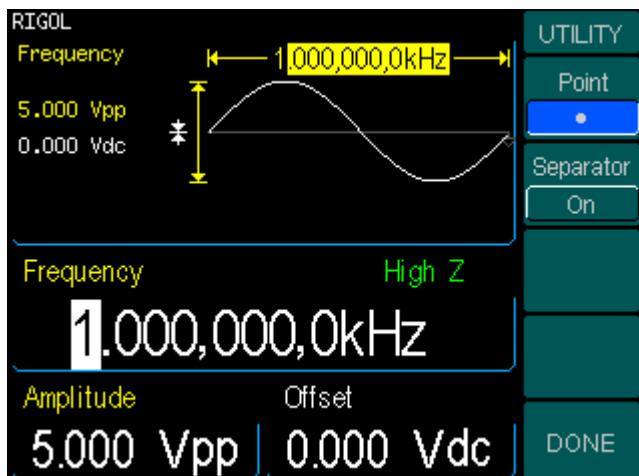 RIGOL
Frequency
1.000,000,0kHz
5.000 Vpp
0.000 Vdc
Frequency
High Z
1.000,000,0kHz
Amplitude
Offset
5.000 Vpp
0.000 Vdc
UTILITY
Point
●
Separator
On
DONE